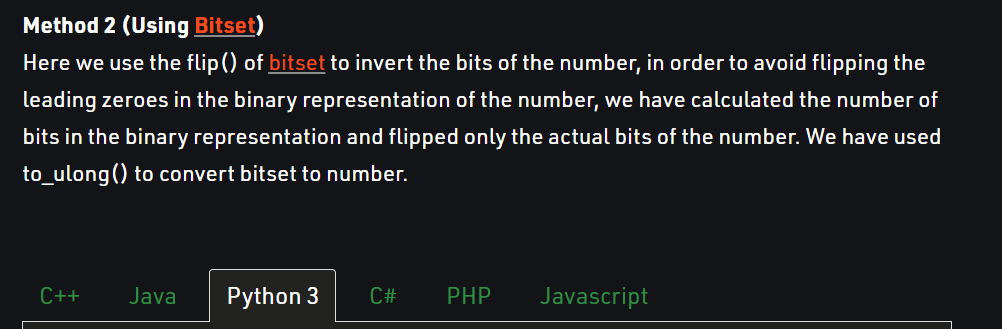 Method 2 (Using Bitset)
Here we use the flip() of bitset to invert the bits of the number, in order to avoid flipping the
leading zeroes in the binary representation of the number, we have calculated the number of
bits in the binary representation and flipped only the actual bits of the number. We have used
to_ulong() to convert bitset to number.
C++ Java Python 3 C# PHP Javascript